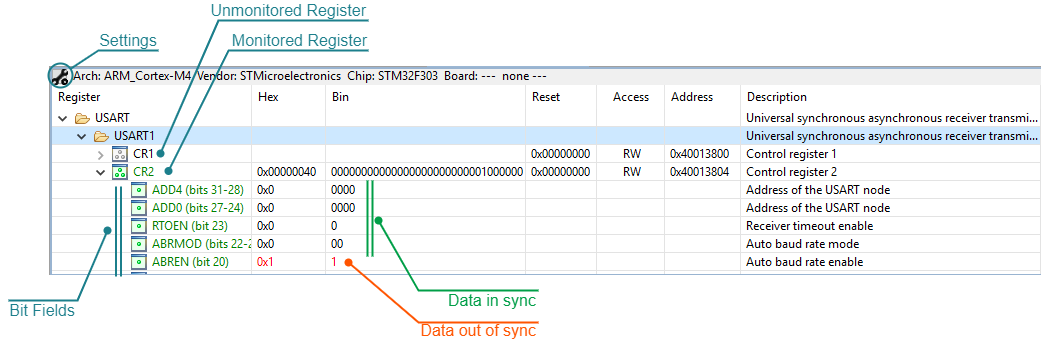 Unmonitored Register
Settings
Monitored Register
Arch: ARM_Cortex-M4 Vendor: STMicroelectronics Chip: STM32F303 Board: --- none ---
Register Hex Bin Reset Access Address Description
USART Universal synchronous asynchronous receiver transmi...
USART1 Universal synchronous asynchronous receiver transmi...
CR1 0x00000000 RW 0x40013800 Control register 1
CR2 0x00000040 00000000000000000000000001000000 0x00000000 RW 0x40013804 Control register 2
ADD4 (bits 31-28) 0x0 0000 Address of the USART node
ADD0 (bits 27-24) 0x0 0000 Address of the USART node
RTOEN (bit 23) 0x0 0 Receiver timeout enable
ABRMOD (bits 22-2 0x0 00 Auto baud rate mode
ABREN (bit 20) 0x1 1 Auto baud rate enable
Data in sync
Bit Fields
Data out of sync